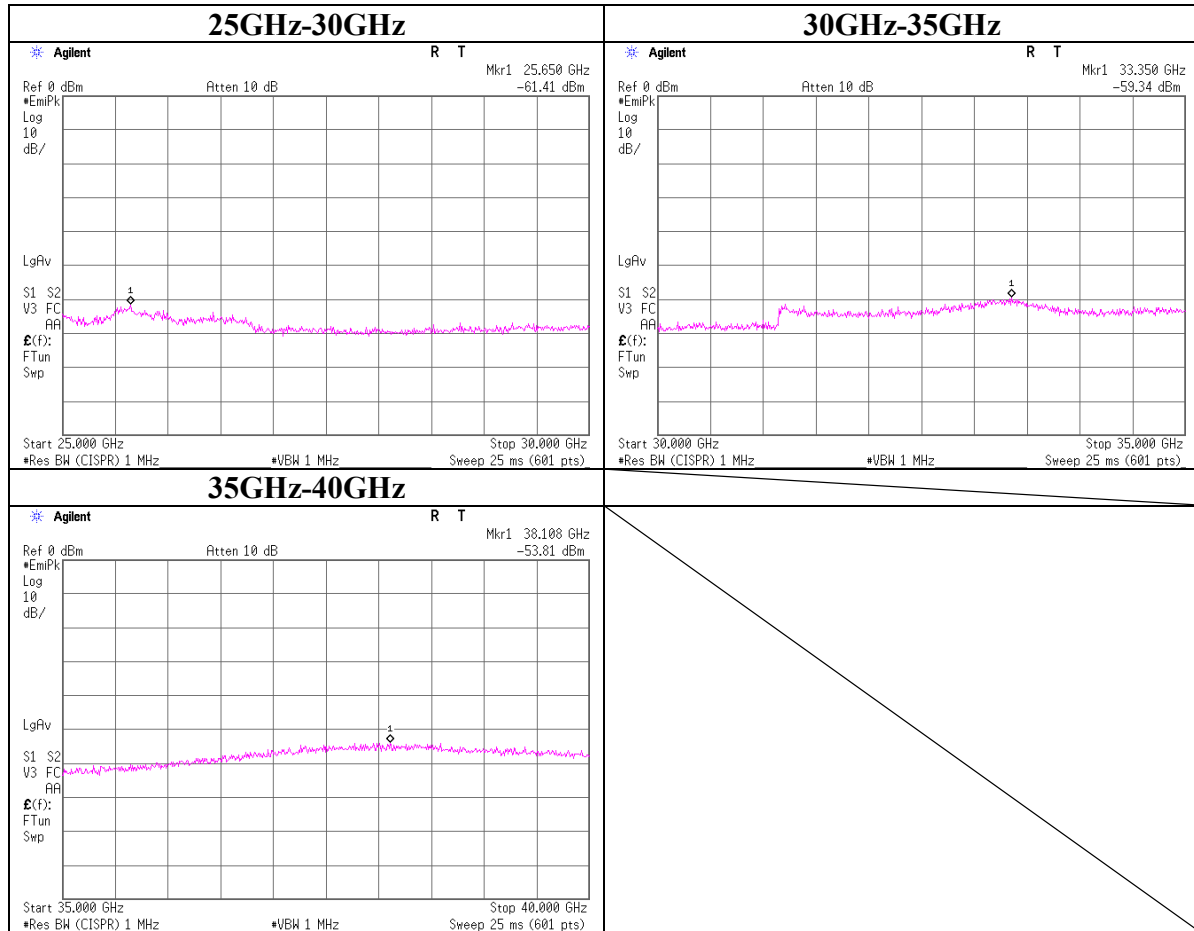 25GHz-30GHz
Agilent
R T
Mkr1 25.650 GHz
Ref 0 dBm Atten 10 dB -61.41 dBm
#EmiPk
Log
10
dB/
1
LgAv
S1 S2
V3 FC
AA
£(f):
FTun
Swp
Start 25.000 GHz Stop 30.000 GHz
#Res BW (CISPR) 1 MHz #VBW 1 MHz Sweep 25 ms (601 pts)
30GHz-35GHz
Agilent
R T
Mkr1 33.350 GHz
Ref 0 dBm Atten 10 dB -59.34 dBm
#EmiPk
Log
10
dB/
1
LgAv
S1 S2
V3 FC
AA
£(f):
FTun
Swp
Start 30.000 GHz Stop 35.000 GHz
#Res BW (CISPR) 1 MHz #VBW 1 MHz Sweep 25 ms (601 pts)
35GHz-40GHz
Agilent
R T
Mkr1 38.108 GHz
Ref 0 dBm Atten 10 dB -53.81 dBm
#EmiPk
Log
10
dB/
1
LgAv
S1 S2
V3 FC
AA
£(f):
FTun
Swp
Start 35.000 GHz Stop 40.000 GHz
#Res BW (CISPR) 1 MHz #VBW 1 MHz Sweep 25 ms (601 pts)